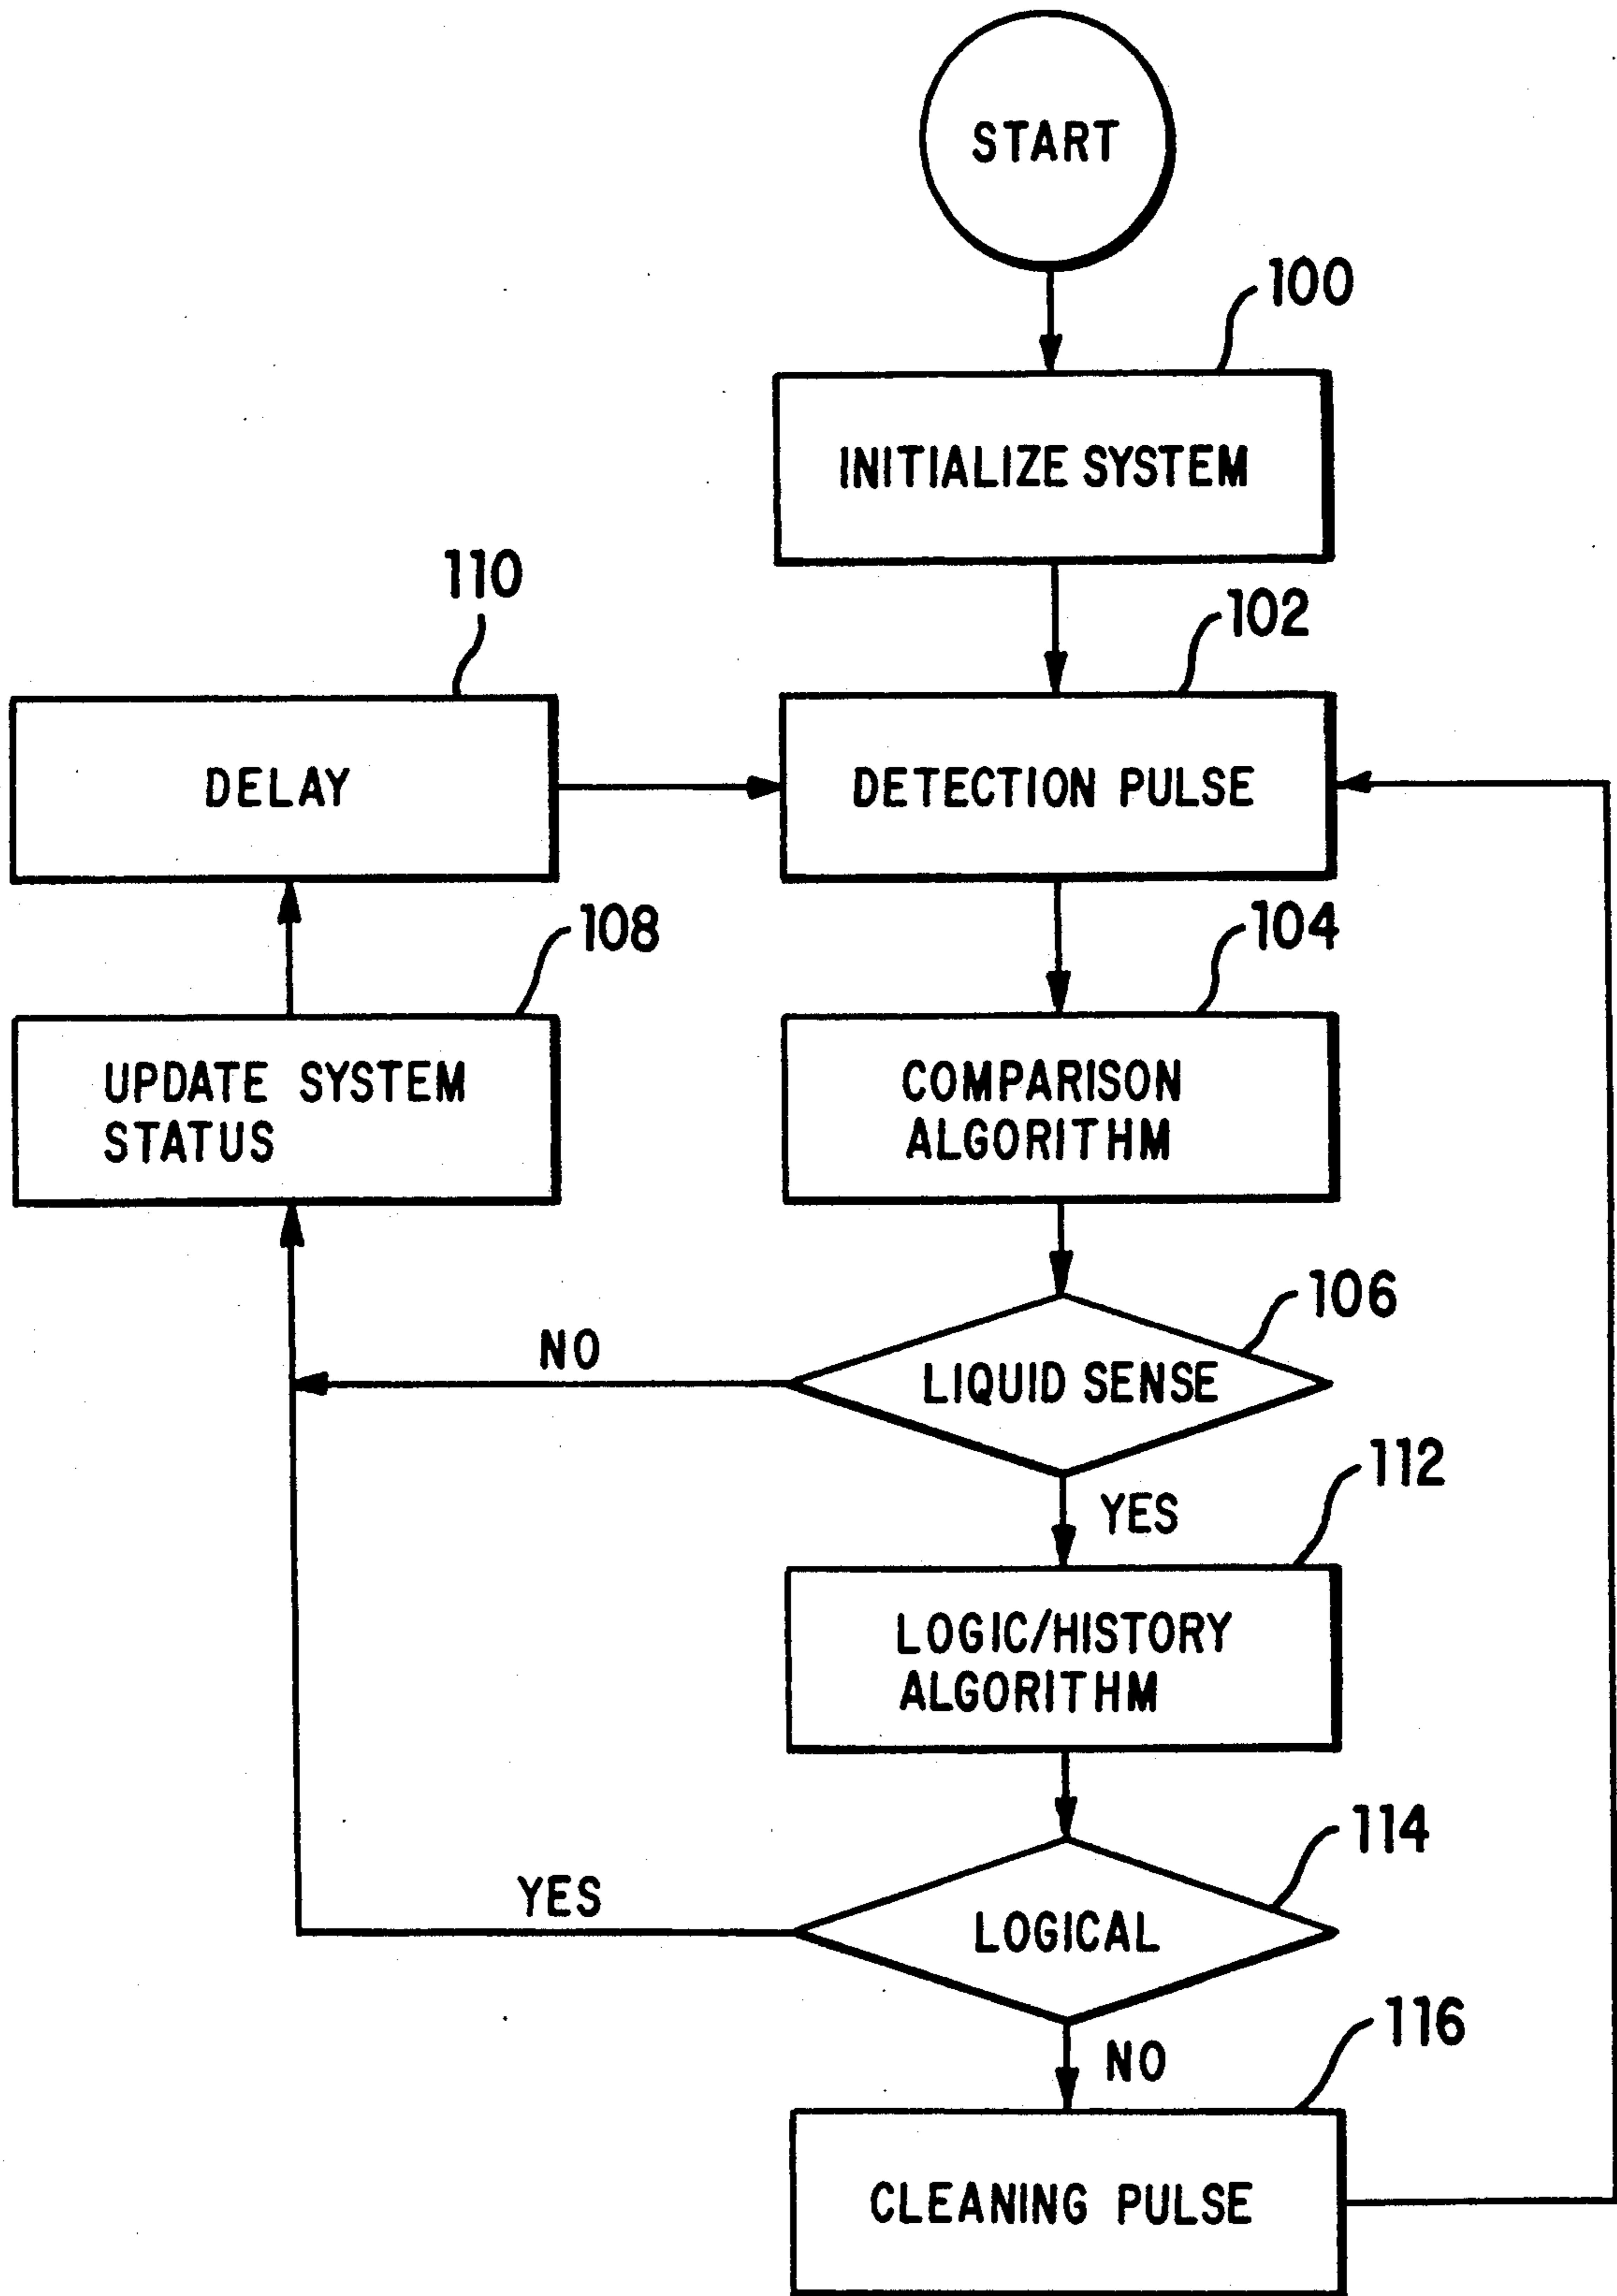 START
100
INITIALIZE SYSTEM
110
102
DELAY
DETECTION PULSE
108
104
UPDATE SYSTEM
STATUS
COMPARISON
ALGORITHM
106
NO
LIQUID SENSE
112
YES
LOGIC/HISTORY
ALGORITHM
114
YES
LOGICAL
116
NO
CLEANING PULSE